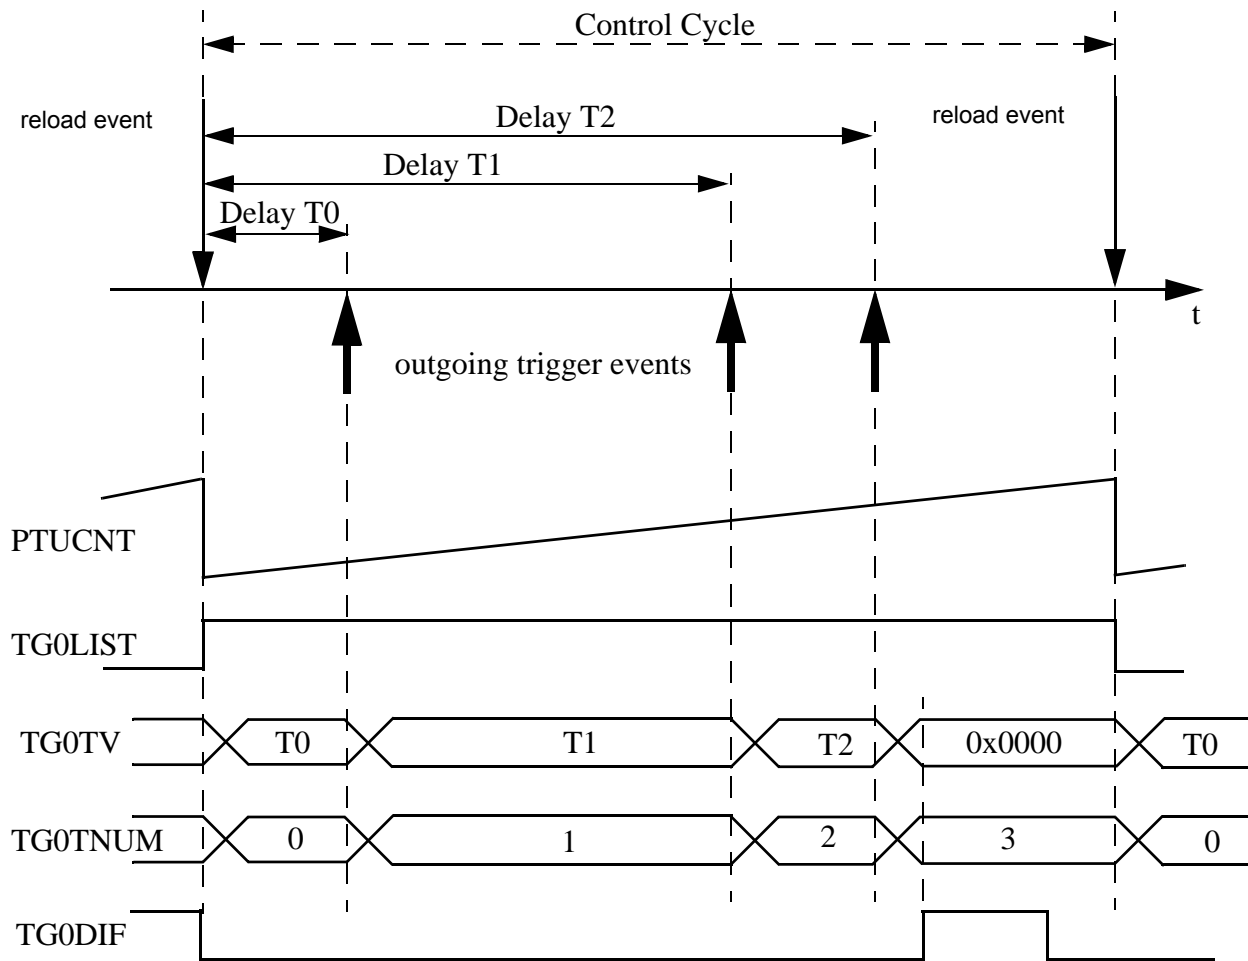 Control Cycle
reload event
Delay T2
reload event
Delay T1
Delay T0
t
outgoing trigger events
PTUCNT
TG0LIST
TG0TV T0 T1 T2 0x0000 T0
TG0TNUM 0 1 2 3 0
TG0DIF